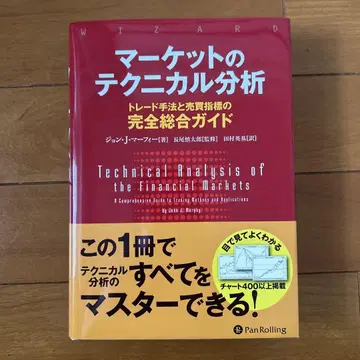 WIZARD
マーケットの
テクニカル分析
トレード手法と売買指標の
完全総合ガイド
ジョン・J・マーフィー[著] 長尾慎太郎[監修] 田村英基[訳]
Technical Analysis of
the Financial Markets
A Comprehensive Guide to Trading Methods and Applications
by John J. Murphy
この1冊で
テクニカル
分析の
すべてを
マスターできる!
目で見てよくわかる
チャート400以上掲載
PanRolling